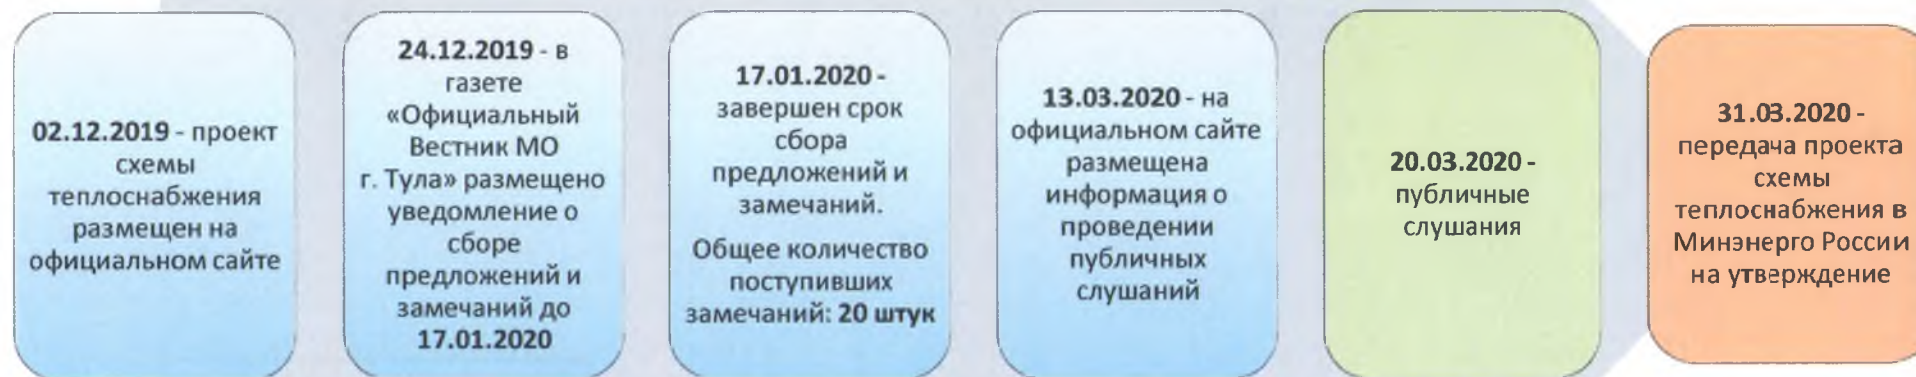 02.12.2019 - проект
схемы
теплоснабжения
размещен на
официальном сайте
24.12.2019 - в
газете
«Официальный
Вестник МО
г. Тула» размещено
уведомление о
сборе
предложений и
замечаний до
17.01.2020
17.01.2020 -
завершен срок
сбора
предложений и
замечаний.
Общее количество
поступивших
замечаний: 20 штук
13.03.2020 - на
официальном сайте
размещена
информация о
проведении
публичных
слушаний
20.03.2020 -
публичные
слушания
31.03.2020 -
передача проекта
схемы
теплоснабжения в
Минэнерго России
на утверждение